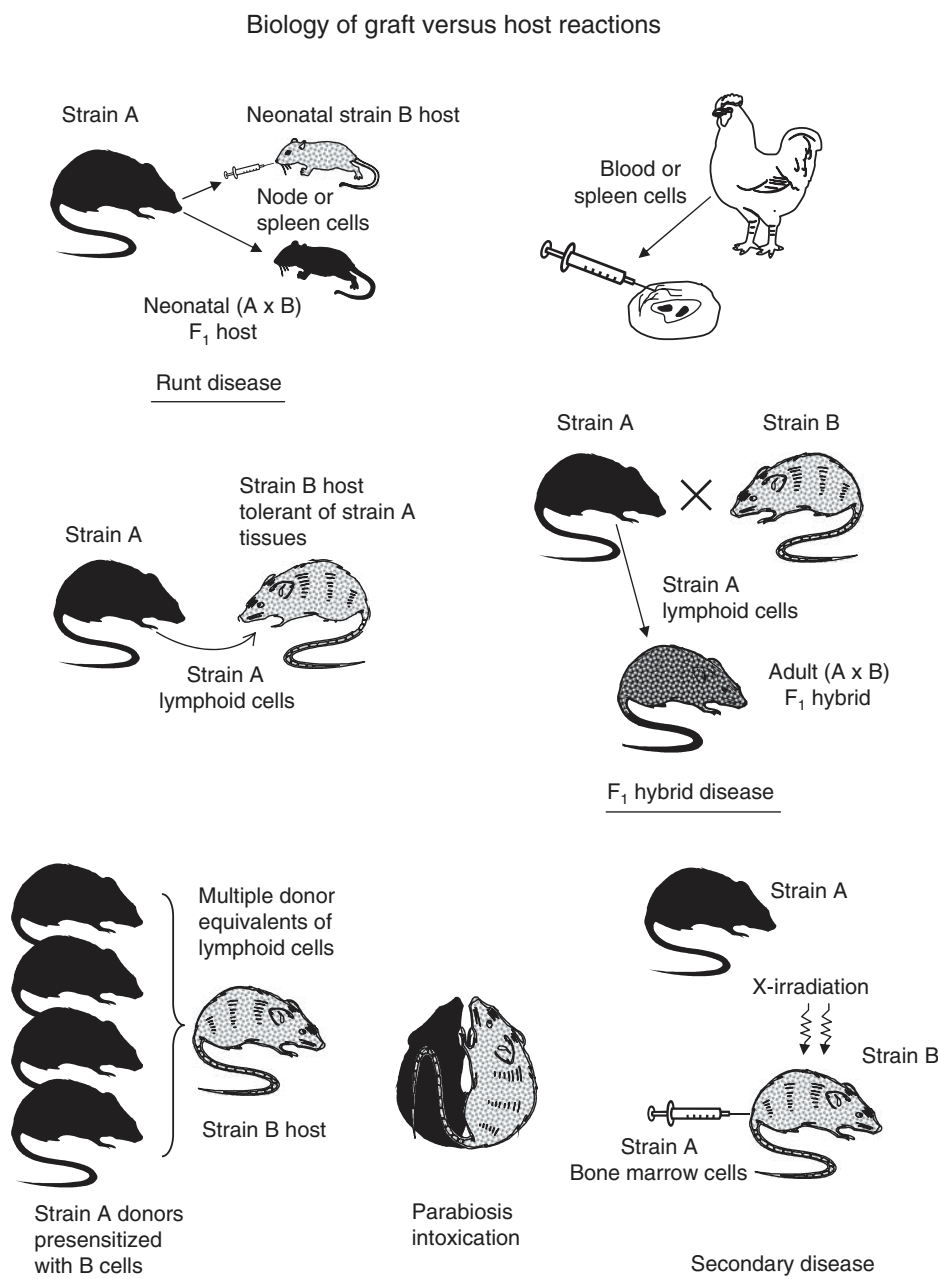 Biology of graft versus host reactions
Strain A
Neonatal strain B host
Node or
spleen cells
Neonatal (A x B)
F₁ host
Runt disease
Blood or
spleen cells
Strain A
Strain B host
tolerant of strain A
tissues
Strain A
lymphoid cells
Strain A
Strain B
Strain A
lymphoid cells
Adult (A x B)
F₁ hybrid
F₁ hybrid disease
Multiple donor
equivalents of
lymphoid cells
Strain B host
Strain A donors
presensitized
with B cells
Parabiosis
intoxication
Strain A
X-irradiation
Strain B
Strain A
Bone marrow cells
Secondary disease